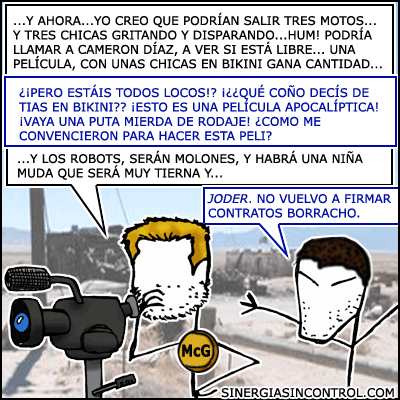 ...Y AHORA...YO CREO QUE PODRÍAN SALIR TRES MOTOS...
Y TRES CHICAS GRITANDO Y DISPARANDO...HUM! PODRÍA
LLAMAR A CAMERON DÍAZ, A VER SI ESTÁ LIBRE... UNA
PELÍCULA, CON UNAS CHICAS EN BIKINI GANA CANTIDAD...
¿¡PERO ESTÁIS TODOS LOCOS!? ¡¿¿QUÉ COÑO DECÍS DE
TIAS EN BIKINI?? ¡ESTO ES UNA PELÍCULA APOCALÍPTICA!
¡VAYA UNA PUTA MIERDA DE RODAJE! ¿COMO ME
CONVENCIERON PARA HACER ESTA PELI?
...Y LOS ROBOTS, SERÁN MOLONES, Y HABRÁ UNA NIÑA
MUDA QUE SERÁ MUY TIERNA Y...
JODER. NO VUELVO A FIRMAR
CONTRATOS BORRACHO.
McG
SINERGIASINCONTROL.COM